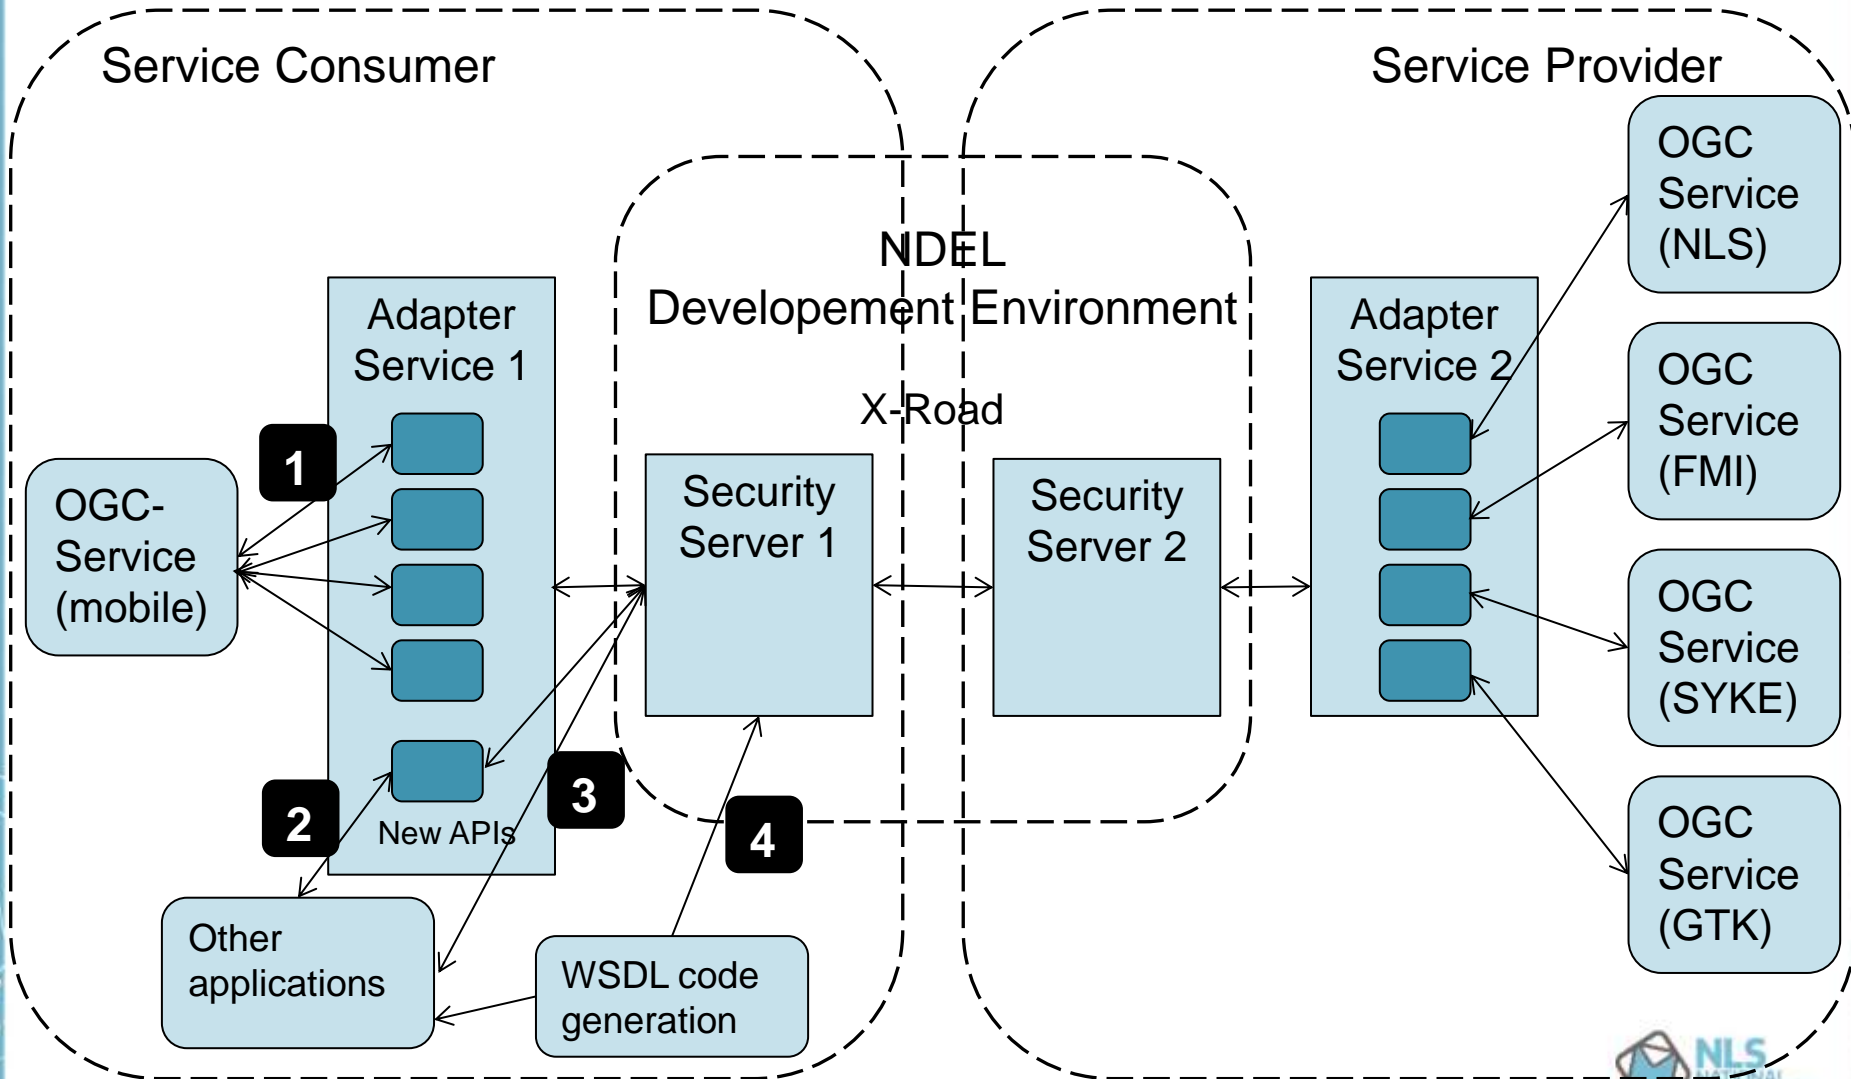 Service Consumer
Service Provider
NDEL
Developement Environment
X-Road
OGC-
Service
(mobile)
1
Adapter
Service 1
New APIs
2
3
4
Other
applications
WSDL code
generation
Security
Server 1
Security
Server 2
Adapter
Service 2
OGC
Service
(NLS)
OGC
Service
(FMI)
OGC
Service
(SYKE)
OGC
Service
(GTK)
NLS